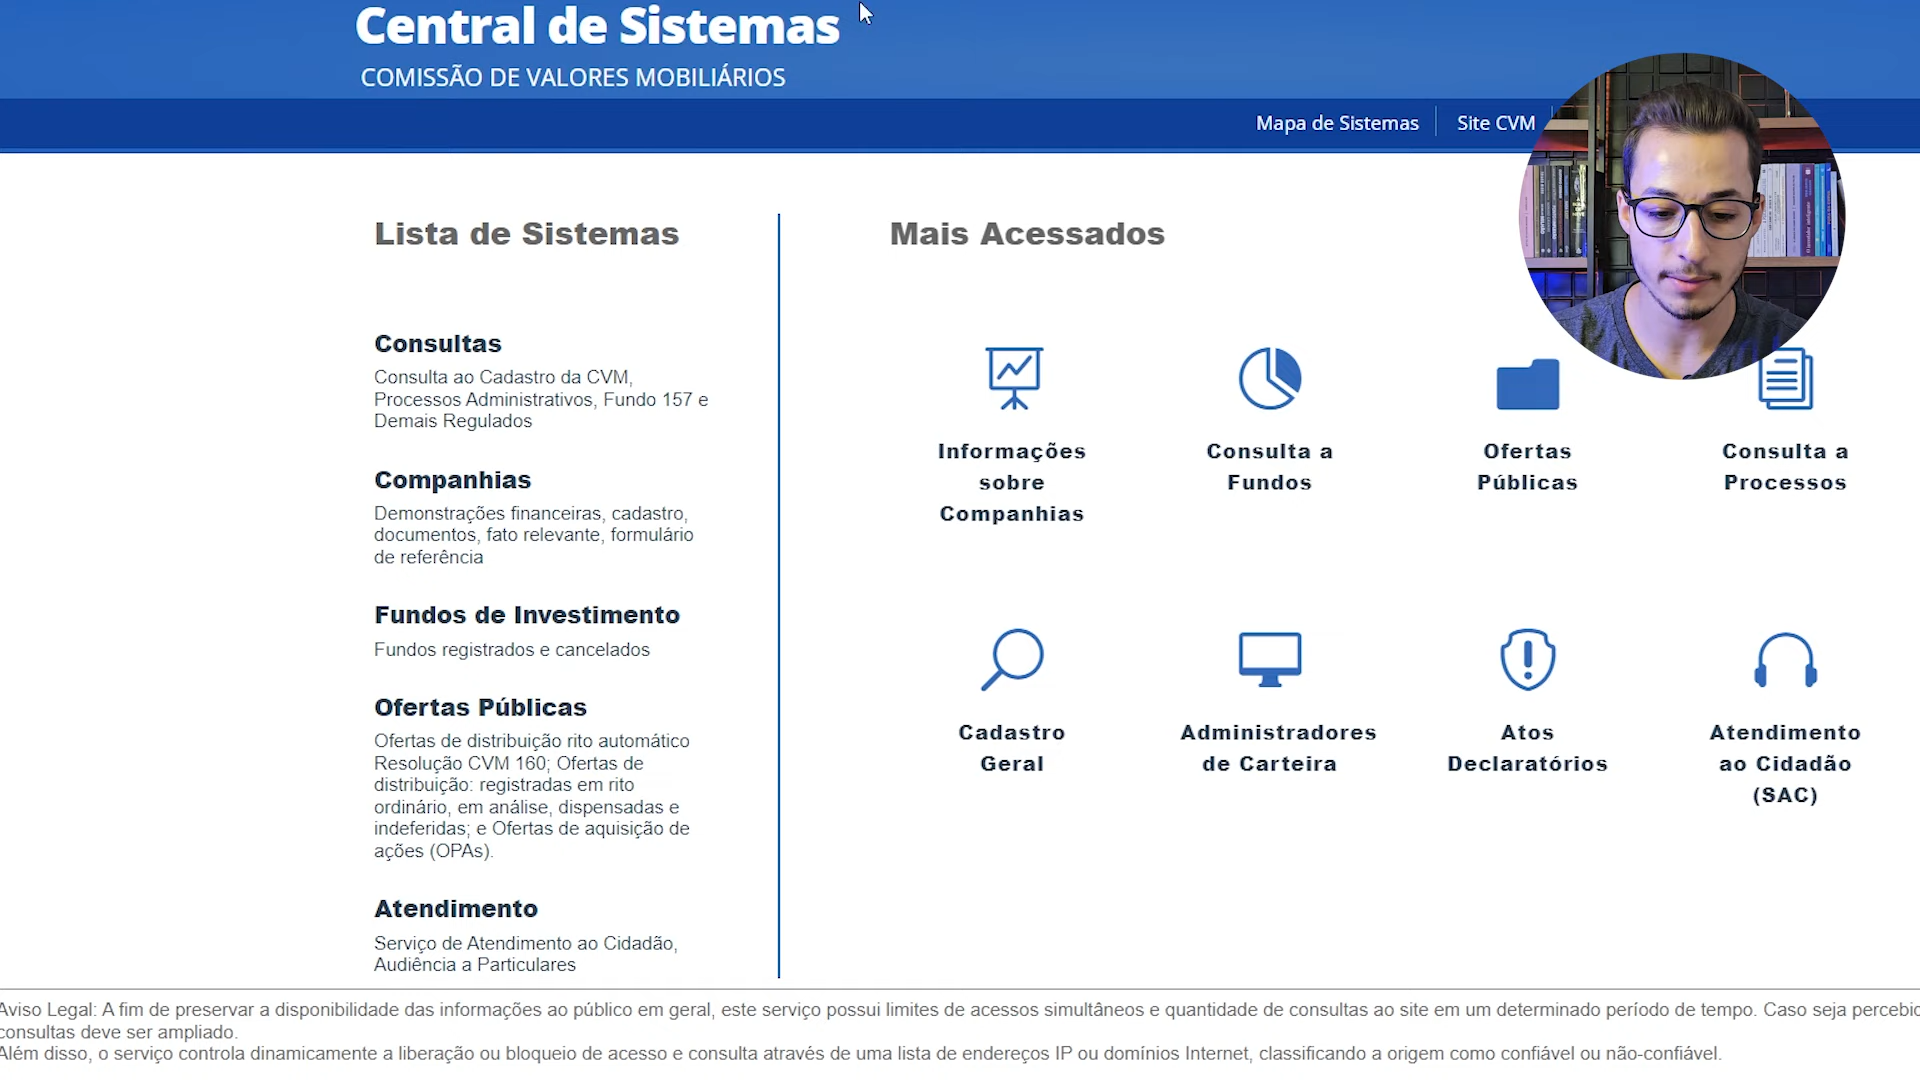 Central de Sistemas
COMISSÃO DE VALORES MOBILIÁRIOS
Mapa de Sistemas
Site CVM
Lista de Sistemas
Consultas
Consulta ao Cadastro da CVM,
Processos Administrativos, Fundo 157 e
Demais Regulados
Companhias
Demonstrações financeiras, cadastro,
documentos, fato relevante, formulário
de referência
Fundos de Investimento
Fundos registrados e cancelados
Ofertas Públicas
Ofertas de distribuição rito automático
Resolução CVM 160; Ofertas de
distribuição: registradas em rito
ordinário, em análise, dispensadas e
indeferidas; e Ofertas de aquisição de
ações (OPAs).
Atendimento
Serviço de Atendimento ao Cidadão,
Audiência a Particulares
Mais Acessados
Informações
sobre
Companhias
Consulta a
Fundos
Ofertas
Públicas
Consulta a
Processos
Cadastro
Geral
Administradores
de Carteira
Atos
Declaratórios
Atendimento
ao Cidadão
(SAC)
Aviso Legal: A fim de preservar a disponibilidade das informações ao público em geral, este serviço possui limites de acessos simultâneos e quantidade de consultas ao site em um determinado período de tempo. Caso seja percebic
consultas deve ser ampliado.
Além disso, o serviço controla dinamicamente a liberação ou bloqueio de acesso e consulta através de uma lista de endereços IP ou domínios Internet, classificando a origem como confiável ou não-confiável.